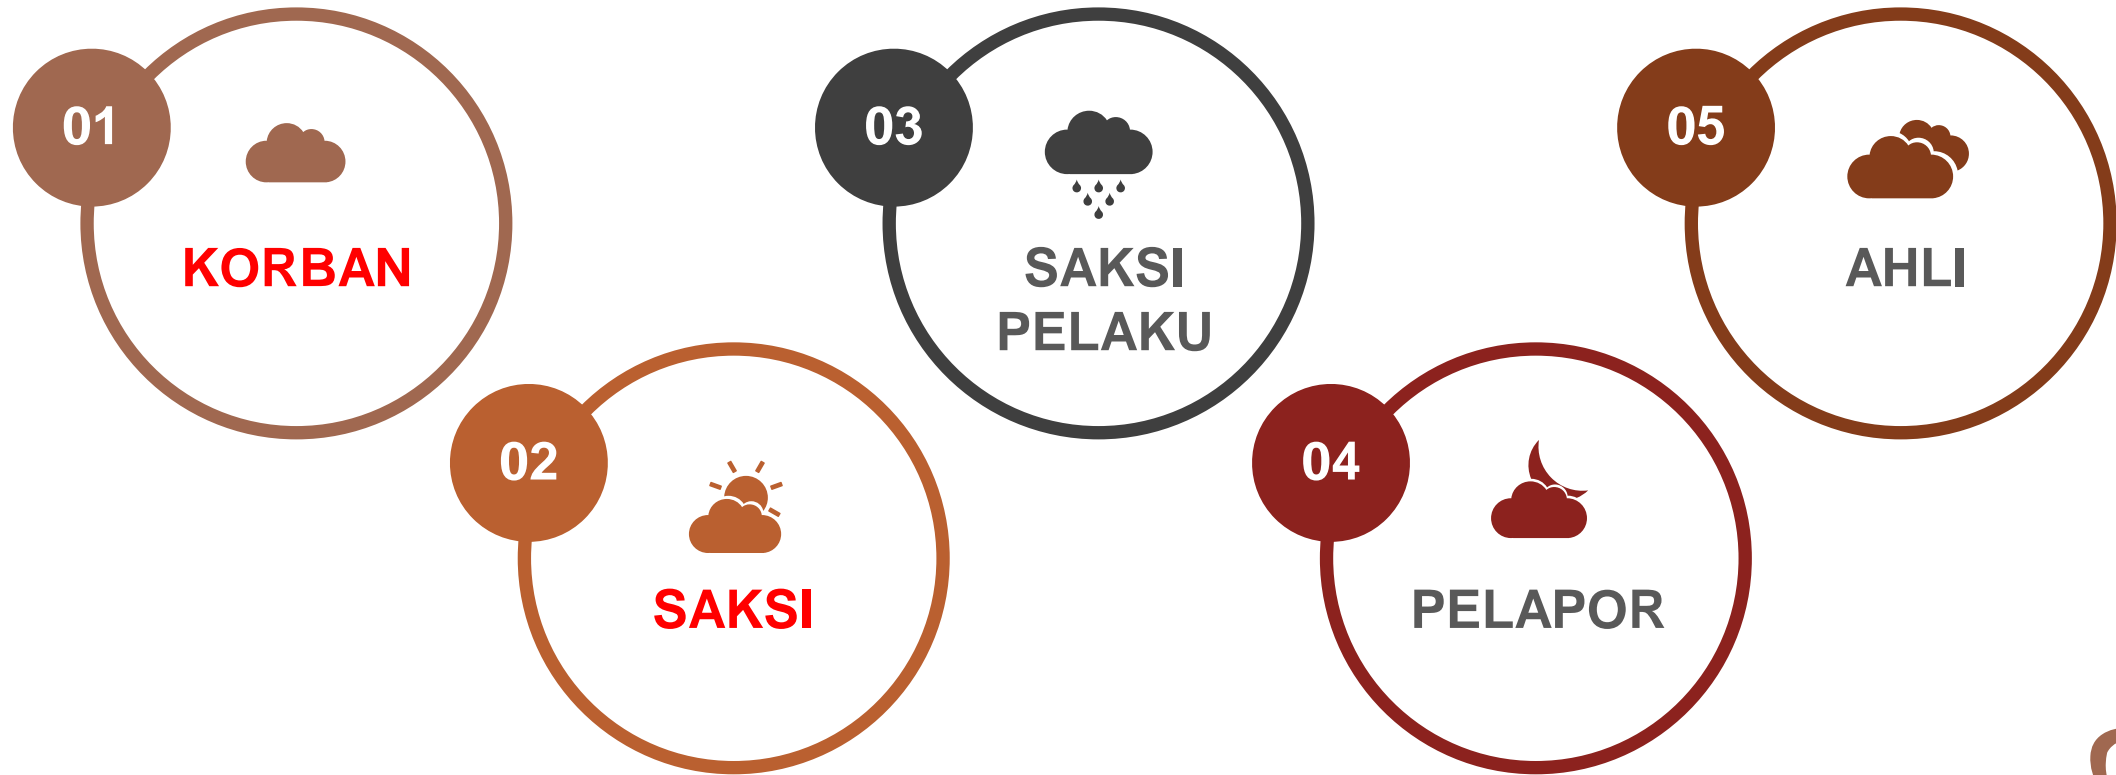 01
KORBAN
02
SAKSI
03
SAKSI
PELAKU
04
PELAPOR
05
AHLI